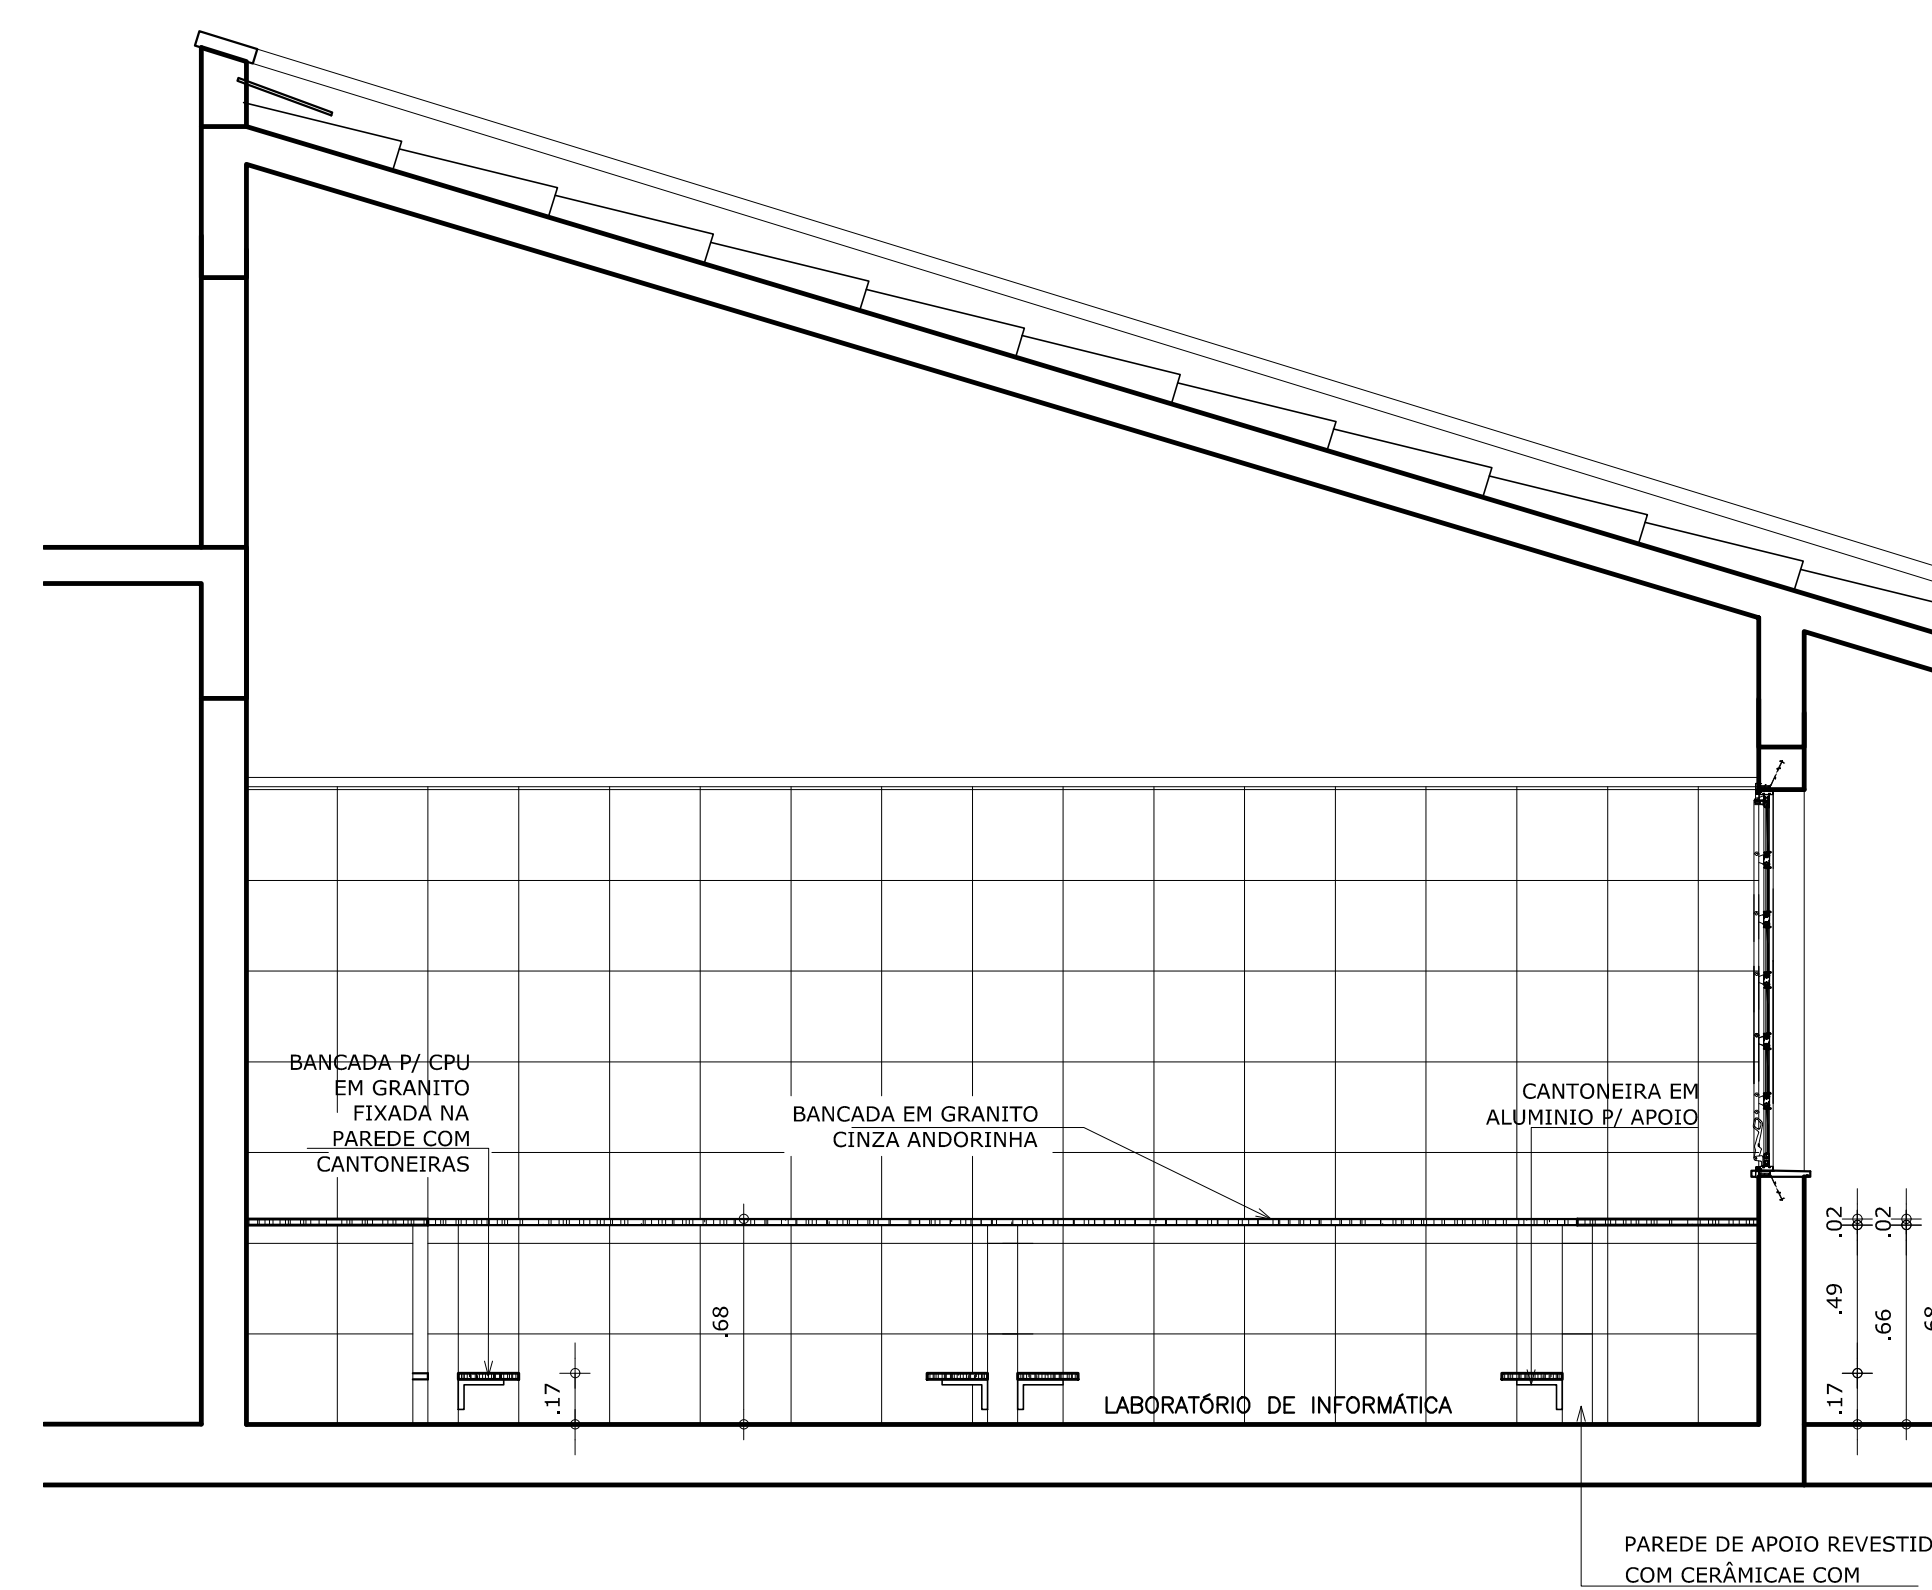 BANCADA P/ CPU
EM GRANITO
FIXADA NA
PAREDE COM
CANTONEIRAS
BANCADA EM GRANITO
CINZA ANDORINHA
CANTONEIRA EM
ALUMINIO P/ APOIO
.02
.02
.49
.66
.68
.68
.17
.17
LABORATÓRIO DE INFORMÁTICA
PAREDE DE APOIO REVESTID
COM CERÂMICAE COM